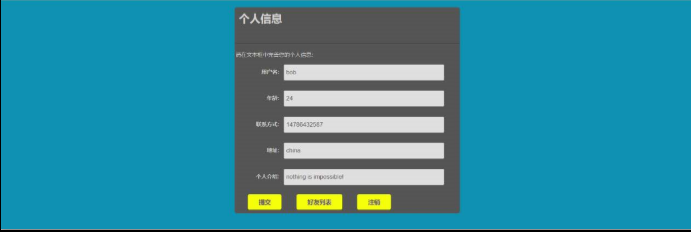 个人信息
请在文本框中完善您的个人信息:
用户名: bob
年龄: 24
联系方式: 14786432587
地址: china
个人介绍: nothing is impossible!
提交 好友列表 注销